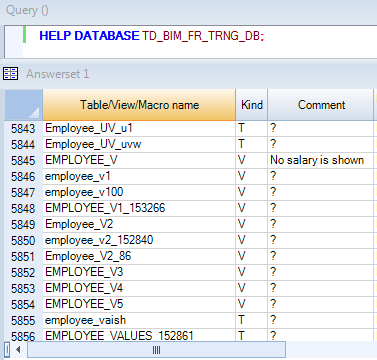 Query ()
HELP DATABASE TD_BIM_FR_TRNG_DB;
Answerset 1
Table/View/Macro name Kind Comment
5843 Employee_UV_u1 T ?
5844 Employee_UV_uvw T ?
5845 EMPLOYEE_V V No salary is shown
5846 employee_v1 V ?
5847 employee_v100 V ?
5848 EMPLOYEE_V1_153266 V ?
5849 Employee_V2 V ?
5850 employee_v2_152840 V ?
5851 Employee_V2_86 V ?
5852 EMPLOYEE_V3 V ?
5853 EMPLOYEE_V4 V ?
5854 EMPLOYEE_V5 V ?
5855 employee_vaish T ?
5856 EMPLOYEE_VALUES_152861 T ?